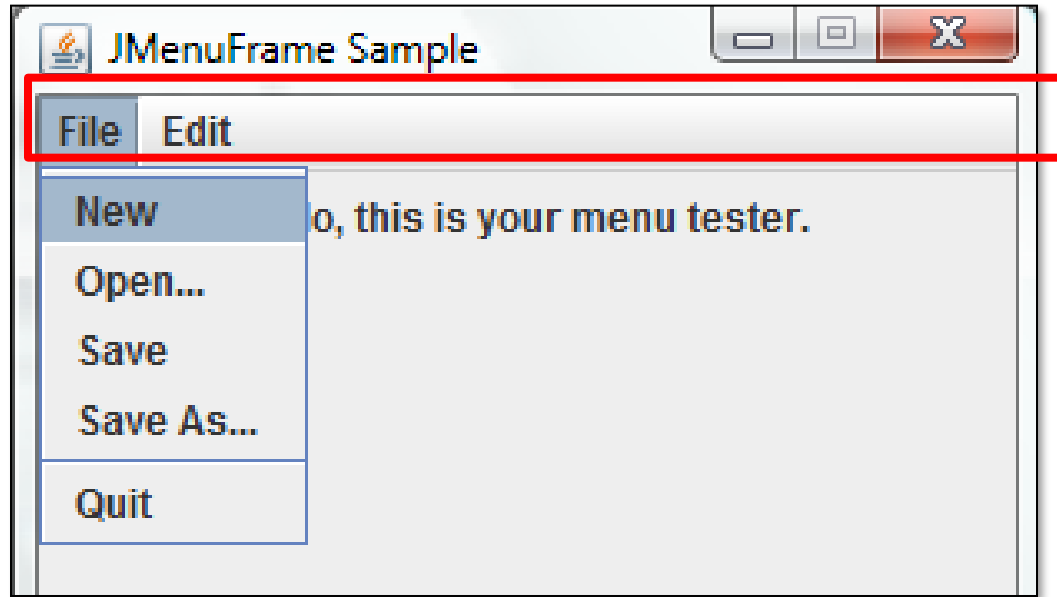 JMenuFrame Sample
File Edit
New
o, this is your menu tester.
Open...
Save
Save As...
Quit